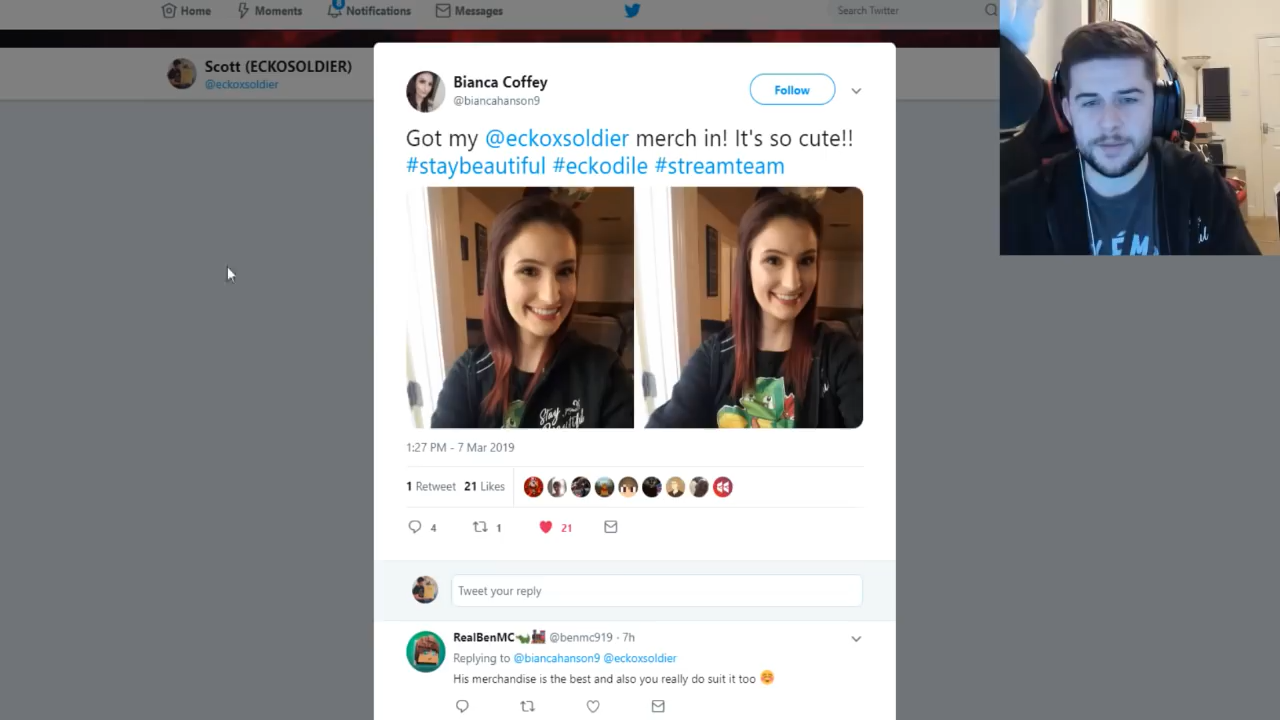 Home Moments Notifications Messages Search Twitter
Scott (ECKOSOLDIER)
@eckoxsoldier
Bianca Coffey
@biancahanson9
Follow
Got my @eckoxsoldier merch in! It's so cute!!
#staybeautiful #eckodile #streamteam
Stay
Beautiful
1:27 PM - 7 Mar 2019
1 Retweet 21 Likes
4 1 21
Tweet your reply
RealBenMC @benmc919 · 7h
Replying to @biancahanson9 @eckoxsoldier
His merchandise is the best and also you really do suit it too